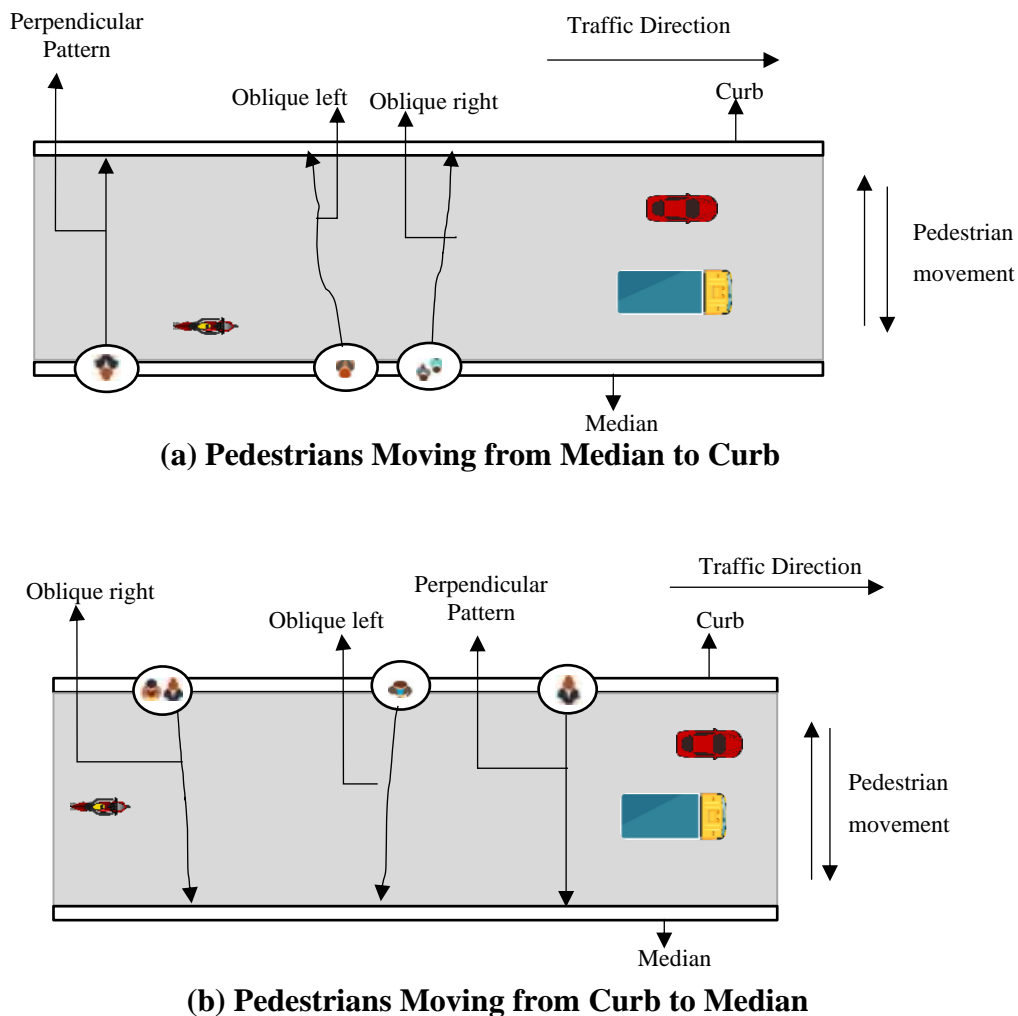 Perpendicular
Pattern
Traffic Direction
Oblique left
Oblique right
Curb
Pedestrian
movement
Median
(a) Pedestrians Moving from Median to Curb
Traffic Direction
Oblique right
Perpendicular
Pattern
Oblique left
Curb
Pedestrian
movement
Median
(b) Pedestrians Moving from Curb to Median